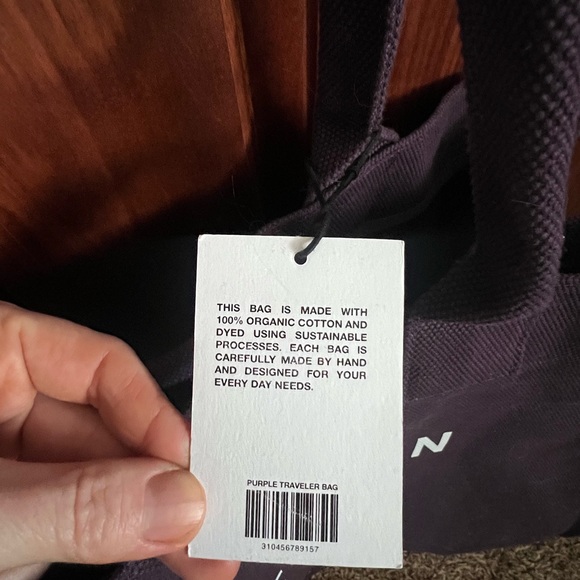 THIS BAG IS MADE WITH
100% ORGANIC COTTON AND
DYED USING SUSTAINABLE
PROCESSES. EACH BAG IS
CAREFULLY MADE BY HAND
AND DESIGNED FOR YOUR
EVERY DAY NEEDS.
N
PURPLE TRAVELER BAG
310456789157